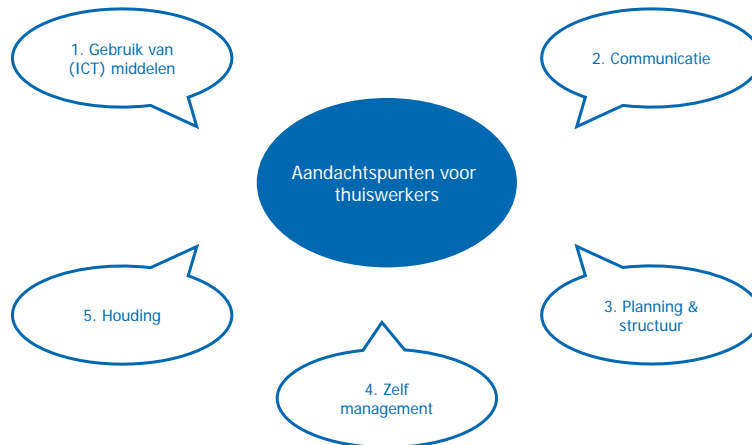 1. Gebruik van
(ICT) middelen
2. Communicatie
Aandachtspunten voor
thuiswerkers
3. Planning &
structuur
4. Zelf
management
5. Houding